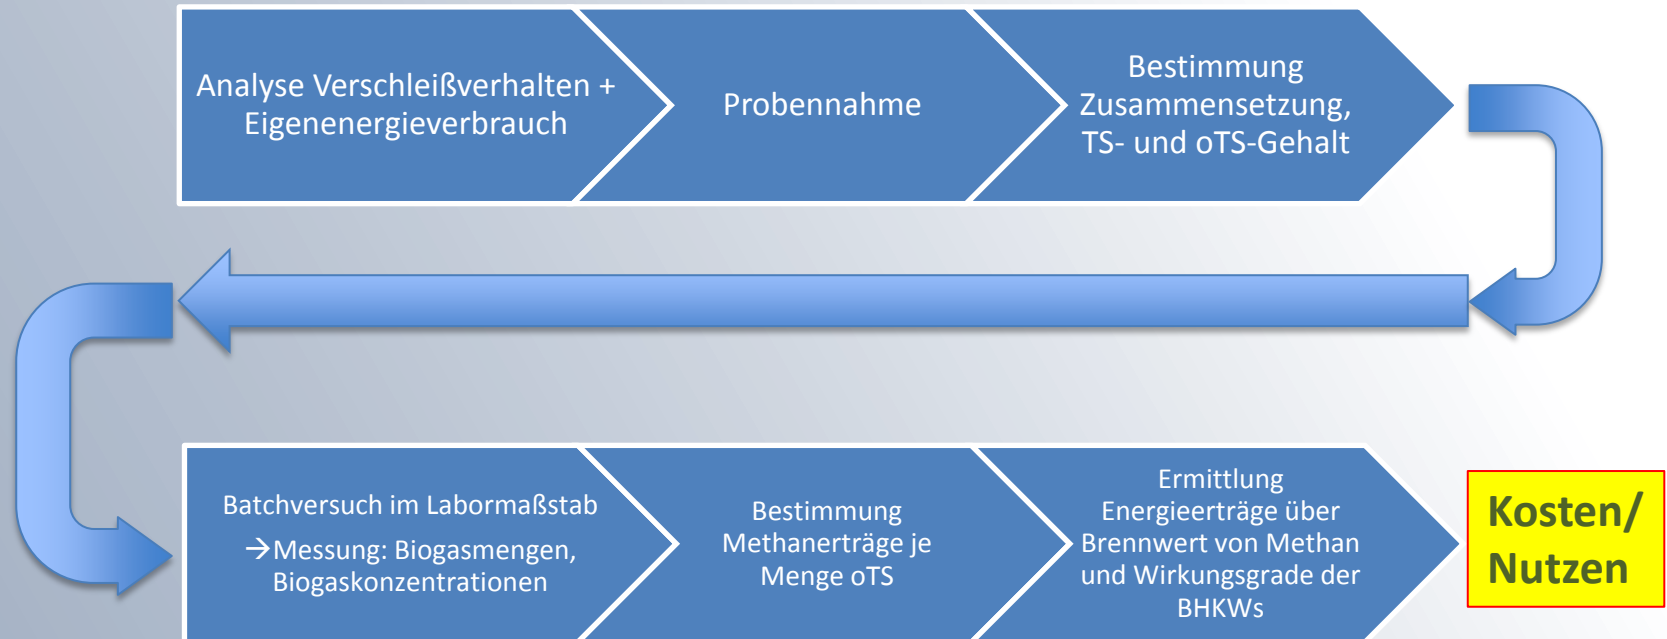 Analyse Verschleißverhalten +
Eigenenergieverbrauch
Probennahme
Bestimmung
Zusammensetzung,
TS- und oTS-Gehalt
Batchversuch im Labormaßstab
→Messung: Biogasmengen,
Biogaskonzentrationen
Bestimmung
Methanerträge je
Menge oTS
Ermittlung
Energieerträge über
Brennwert von Methan
und Wirkungsgrade der
BHKWs
Kosten/
Nutzen